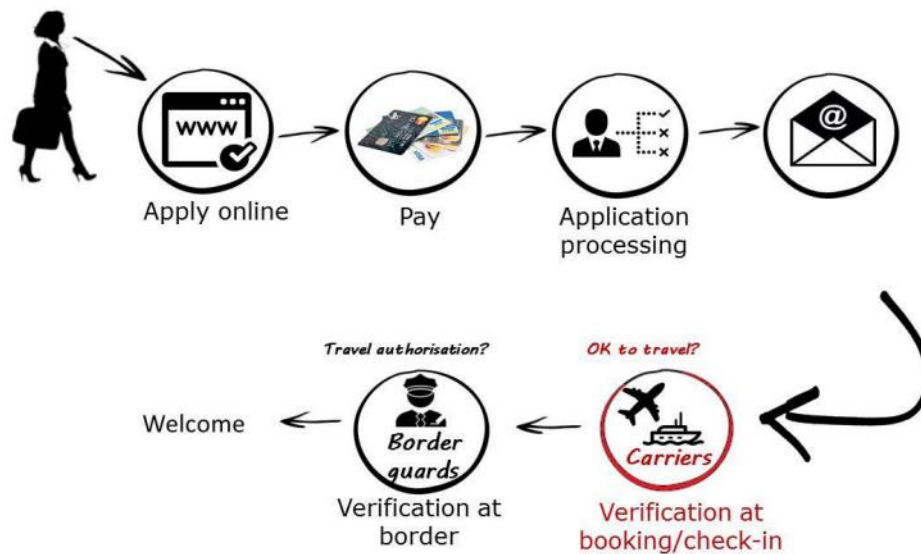 www
Apply online
Pay
Application
processing
@
Travel authorisation?
OK to travel?
Welcome
Border
guards
Carriers
Verification at
border
Verification at
booking/check-in